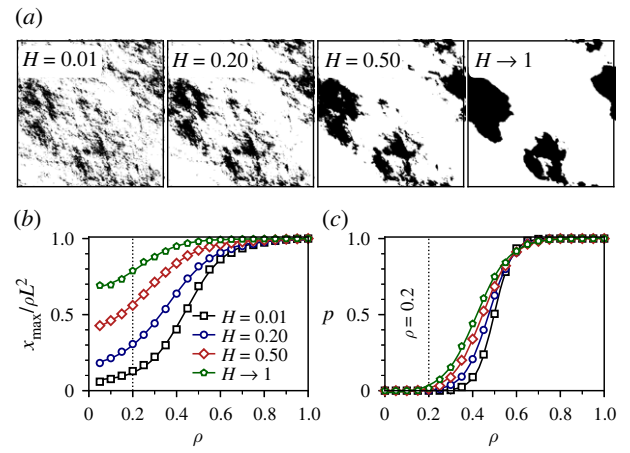 (a)
H = 0.01
H = 0.20
H = 0.50
H → 1
(b)
(c)
1.0
0.5
0
x_max/ρL²
0 0.2 0.4 0.6 0.8 1.0
ρ
H = 0.01
H = 0.20
H = 0.50
H → 1
1.0
0.5
0
p
ρ = 0.2
0 0.2 0.4 0.6 0.8 1.0
ρ